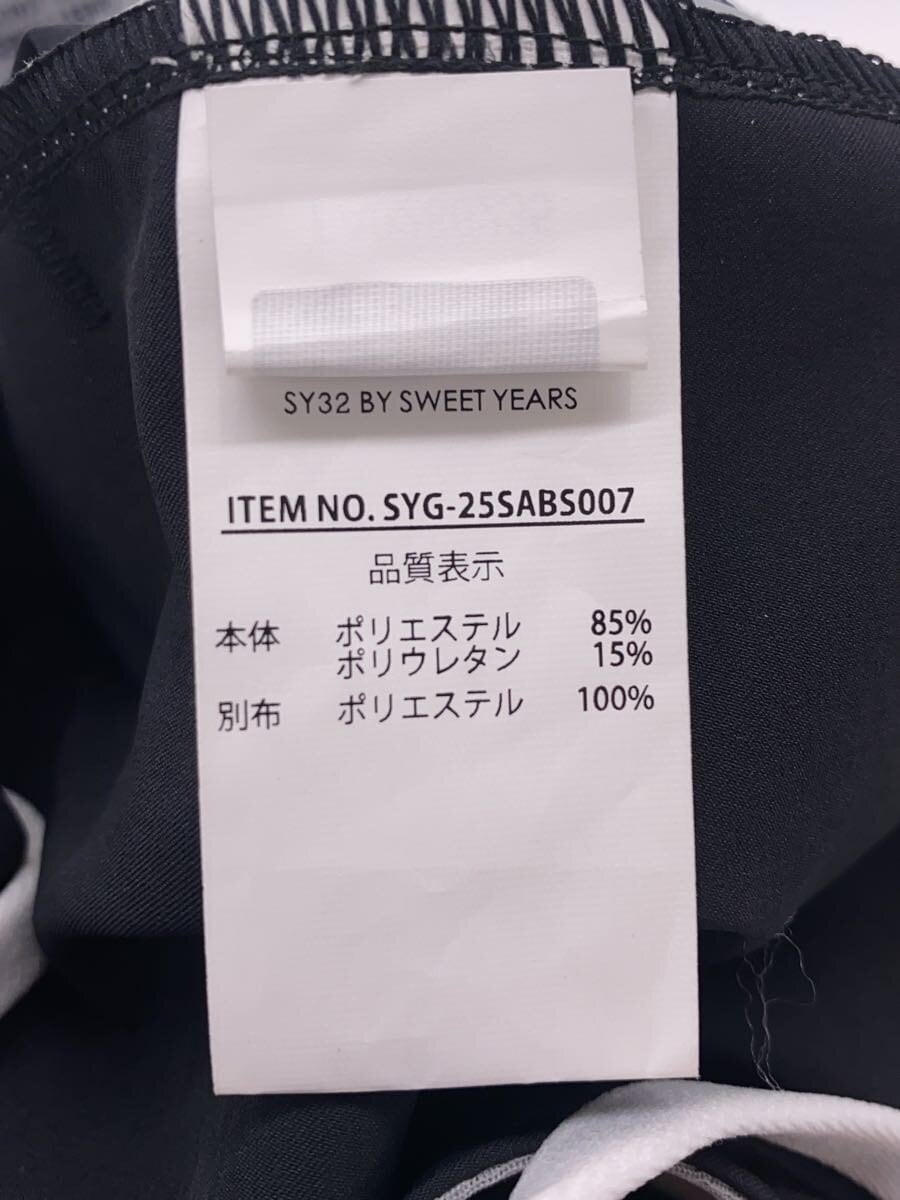 SY32 BY SWEET YEARS
ITEM NO. SYG-25SABS007
品質表示
本体 ポリエステル 85%
ポリウレタン 15%
別布 ポリエステル 100%